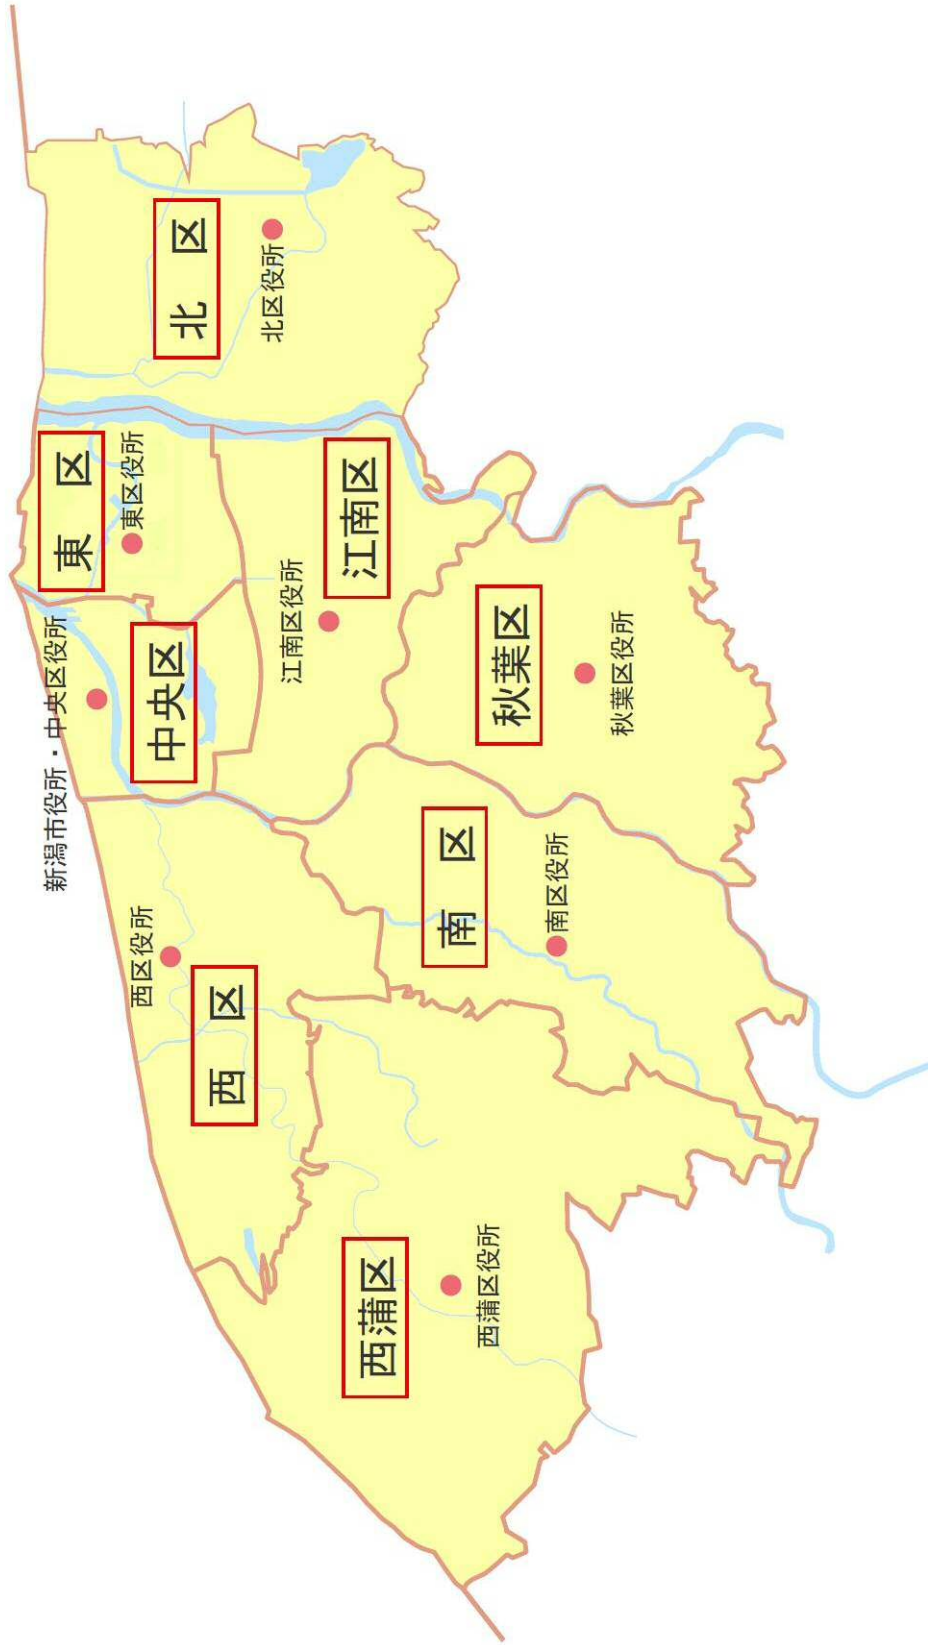 新潟市役所・中央区役所
東　区
東区役所
西区役所
中央区
北　区
西　区
北区役所
江南区役所
江南区
西蒲区
南　区
西蒲区役所
秋葉区
南区役所
秋葉区役所